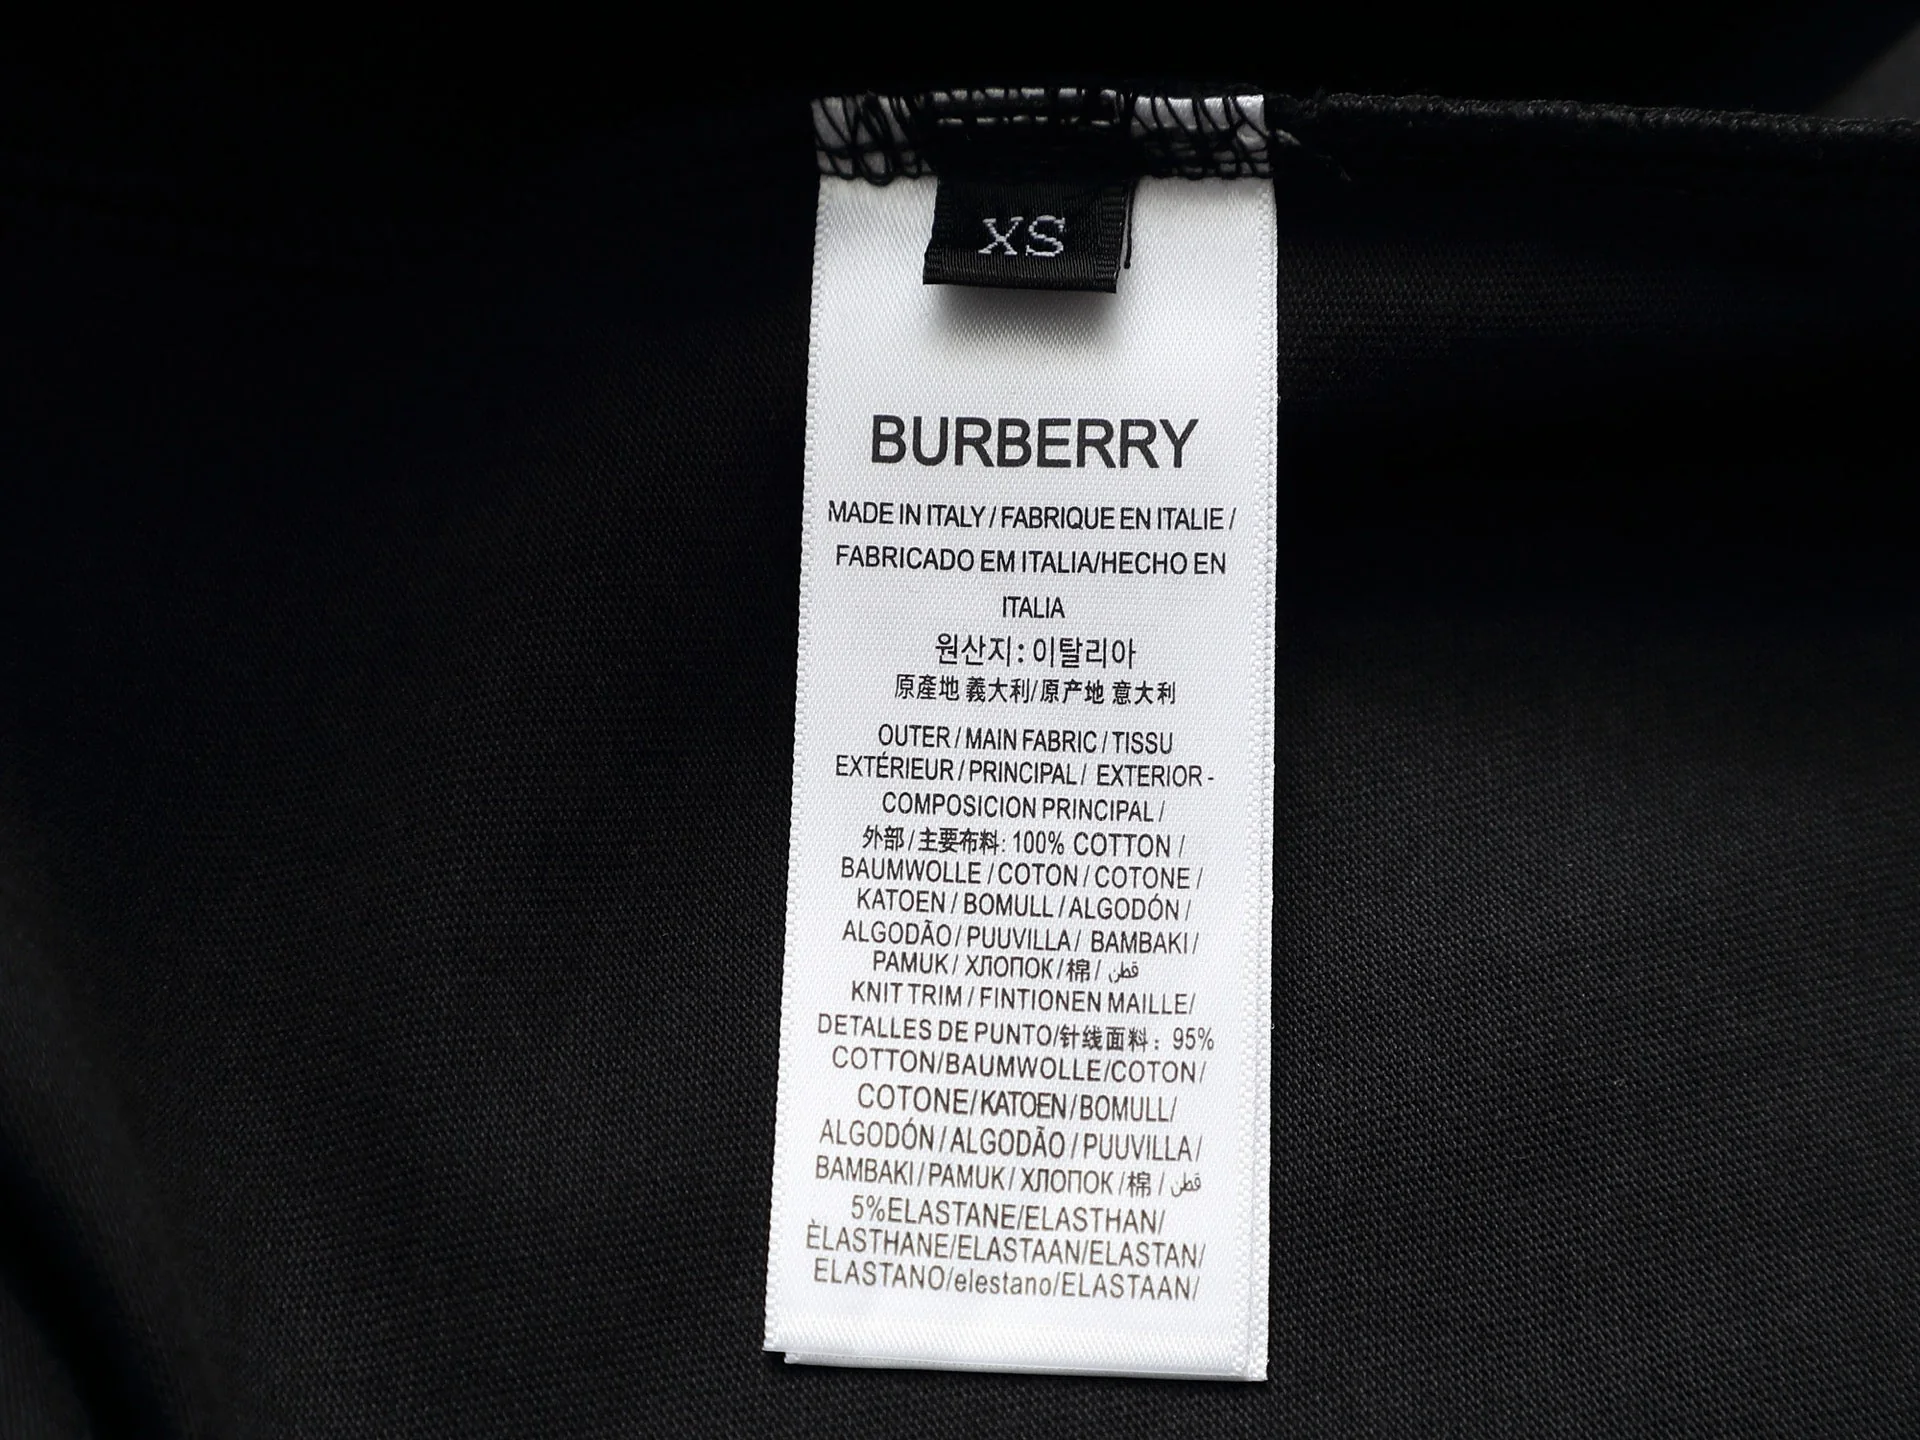 XS
BURBERRY
MADE IN ITALY / FABRIQUE EN ITALIE /
FABRICADO EM ITALIA/HECHO EN
ITALIA
원산지: 이탈리아
原產地 義大利/原产地 意大利
OUTER / MAIN FABRIC / TISSU
EXTÉRIEUR / PRINCIPAL / EXTERIOR -
COMPOSICION PRINCIPAL /
外部 / 主要布料: 100% COTTON /
BAUMWOLLE / COTON / COTONE /
KATOEN / BOMULL / ALGODÓN /
ALGODÃO / PUUVILLA / BAMBAKI /
PAMUK / ХЛОПОК / 棉 / قطن
KNIT TRIM / FINTIONEN MAILLE/
DETALLES DE PUNTO/针线面料: 95%
COTTON/BAUMWOLLE/COTON/
COTONE/KATOEN/BOMULL/
ALGODÓN / ALGODÃO / PUUVILLA /
BAMBAKI / PAMUK / ХЛОПОК / 棉 / قطن
5%ELASTANE/ELASTHAN/
ÈLASTHANE/ELASTAAN/ELASTAN/
ELASTANO/elestano/ELASTAAN/